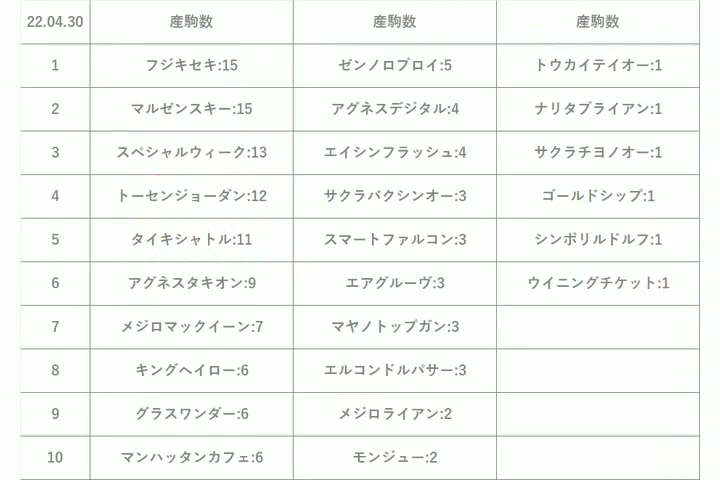 22.04.30 産駒数 産駒数 産駒数
1 フジキセキ:15 ゼンノロブロイ:5 トウカイテイオー:1
2 マルゼンスキー:15 アグネスデジタル:4 ナリタブライアン:1
3 スペシャルウィーク:13 エイシンフラッシュ:4 サクラチヨノオー:1
4 トーセンジョーダン:12 サクラバクシンオー:3 ゴールドシップ:1
5 タイキシャトル:11 スマートファルコン:3 シンボリルドルフ:1
6 アグネスタキオン:9 エアグルーヴ:3 ウイニングチケット:1
7 メジロマックイーン:7 マヤノトップガン:3
8 キングヘイロー:6 エルコンドルパサー:3
9 グラスワンダー:6 メジロライアン:2
10 マンハッタンカフェ:6 モンジュー:2